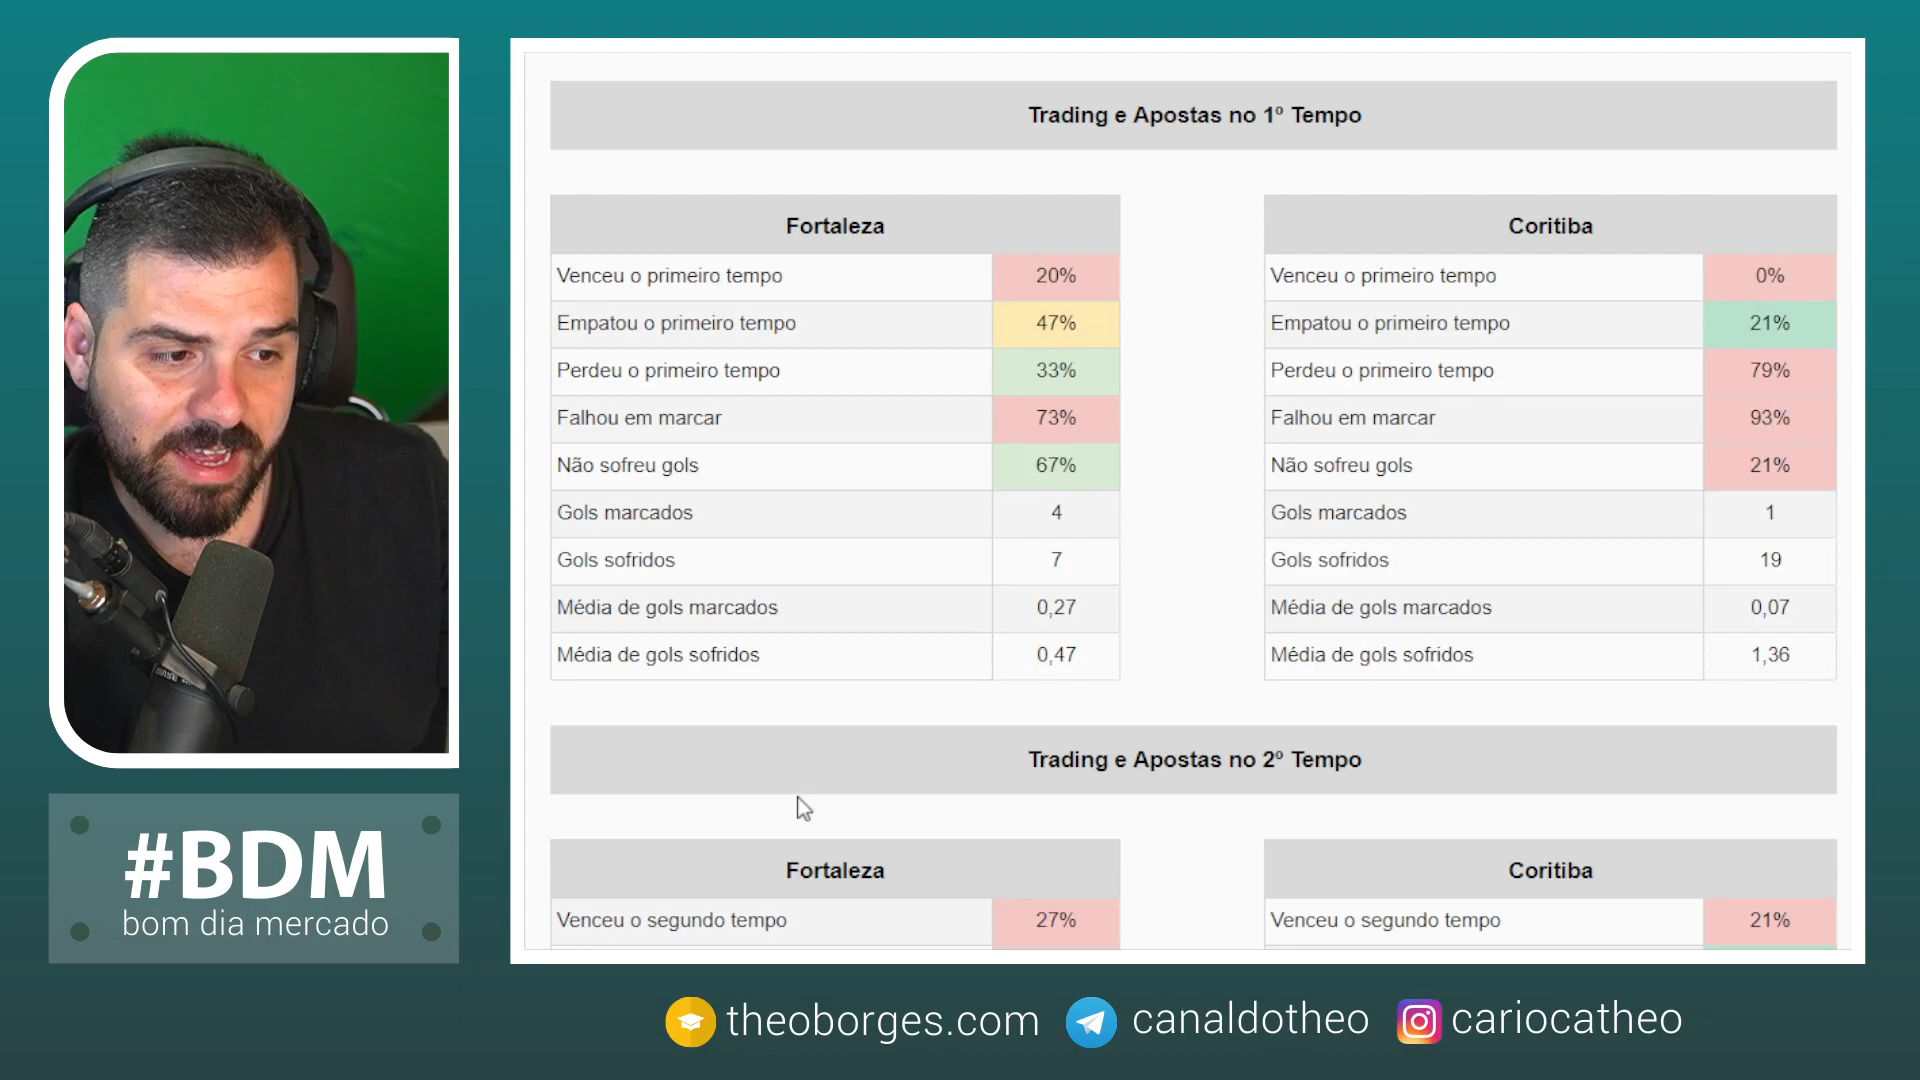 Trading e Apostas no 1º Tempo
Fortaleza
Venceu o primeiro tempo 20%
Empatou o primeiro tempo 47%
Perdeu o primeiro tempo 33%
Falhou em marcar 73%
Não sofreu gols 67%
Gols marcados 4
Gols sofridos 7
Média de gols marcados 0,27
Média de gols sofridos 0,47
Coritiba
Venceu o primeiro tempo 0%
Empatou o primeiro tempo 21%
Perdeu o primeiro tempo 79%
Falhou em marcar 93%
Não sofreu gols 21%
Gols marcados 1
Gols sofridos 19
Média de gols marcados 0,07
Média de gols sofridos 1,36
Trading e Apostas no 2º Tempo
Fortaleza
Venceu o segundo tempo 27%
Coritiba
Venceu o segundo tempo 21%
#BDM
bom dia mercado
theoborges.com
canaldotheo
cariocatheo